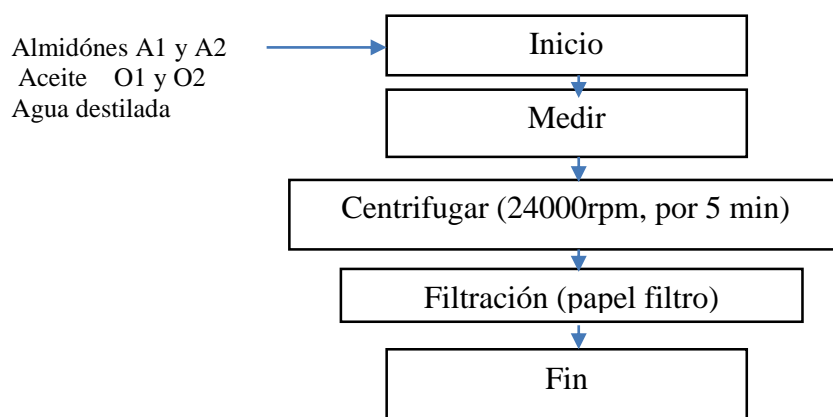 Almidónes A1 y A2
Aceite O1 y O2
Agua destilada
Inicio
Medir
Centrifugar (24000rpm, por 5 min)
Filtración (papel filtro)
Fin